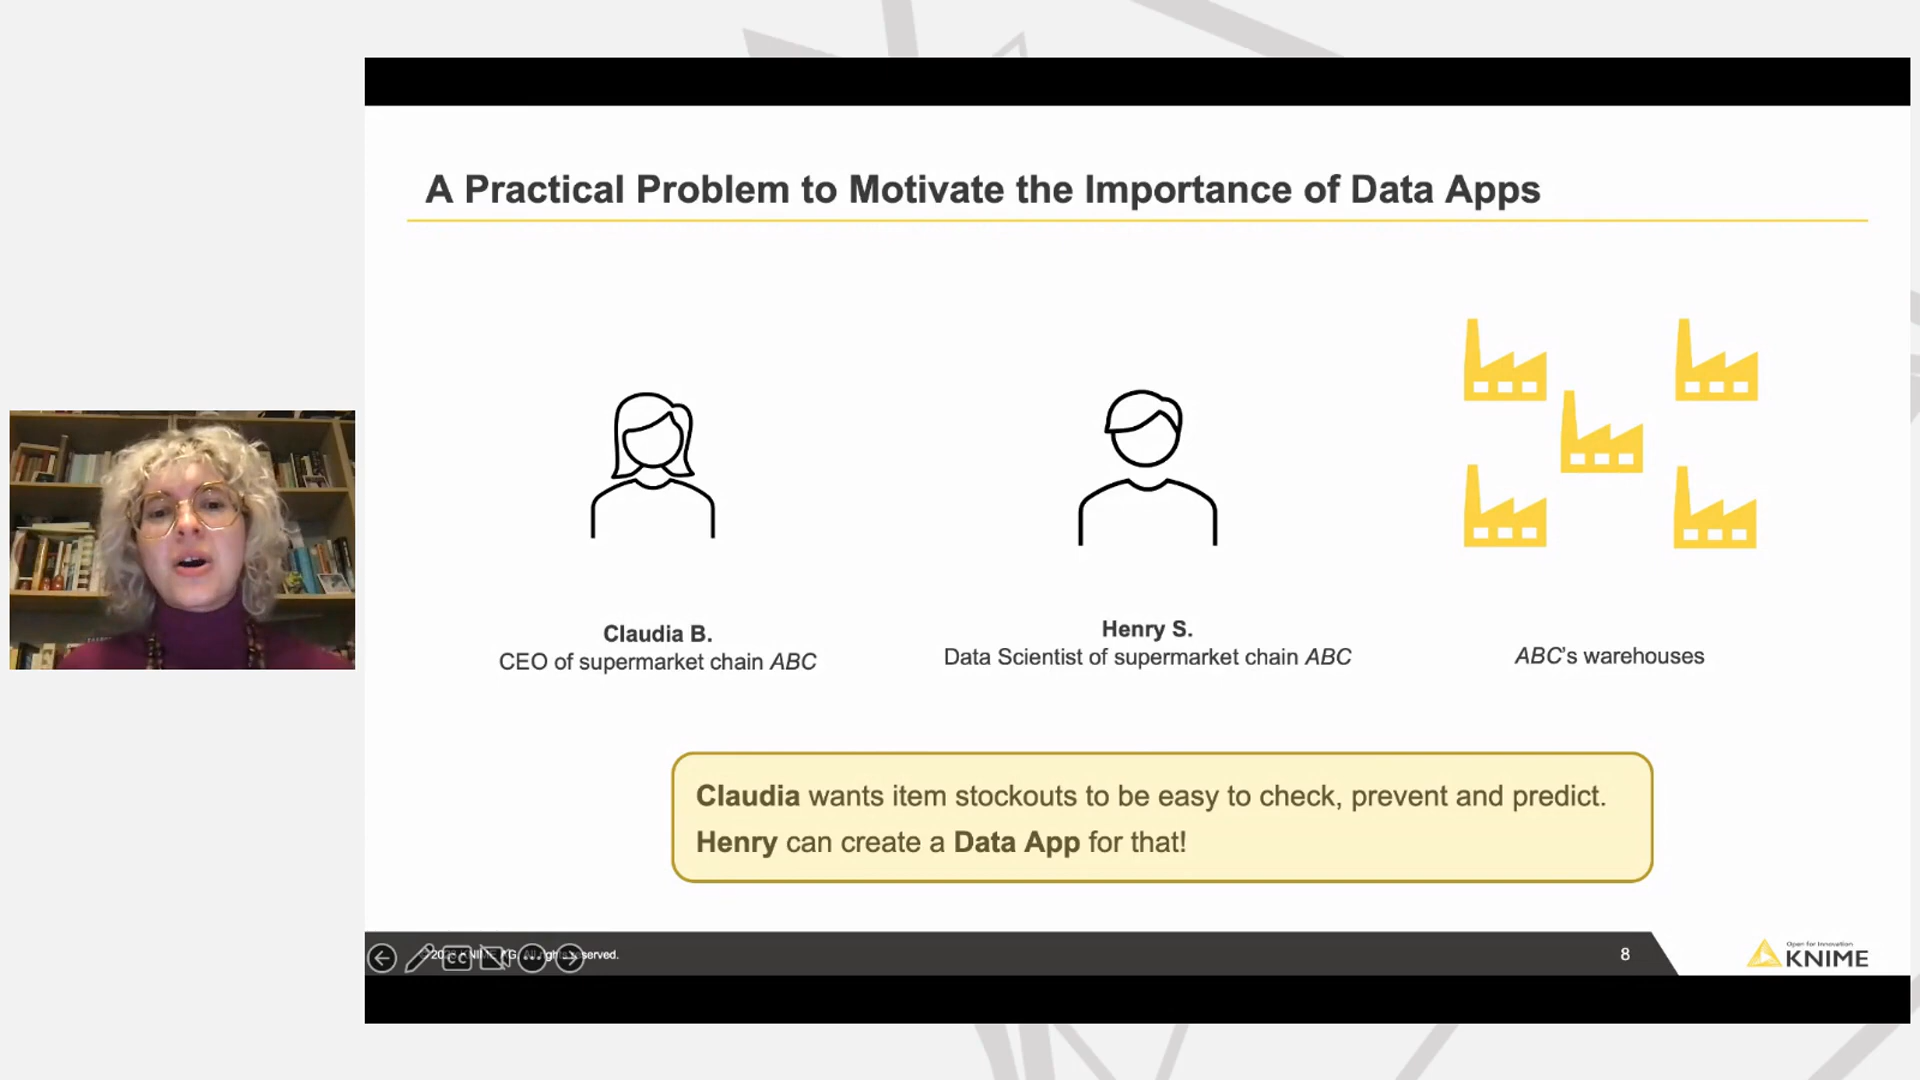 A Practical Problem to Motivate the Importance of Data Apps
Claudia B.
CEO of supermarket chain ABC
Henry S.
Data Scientist of supermarket chain ABC
ABC's warehouses
Claudia wants item stockouts to be easy to check, prevent and predict.
Henry can create a Data App for that!
CC
served.
8
Open for Innovation
KNIME